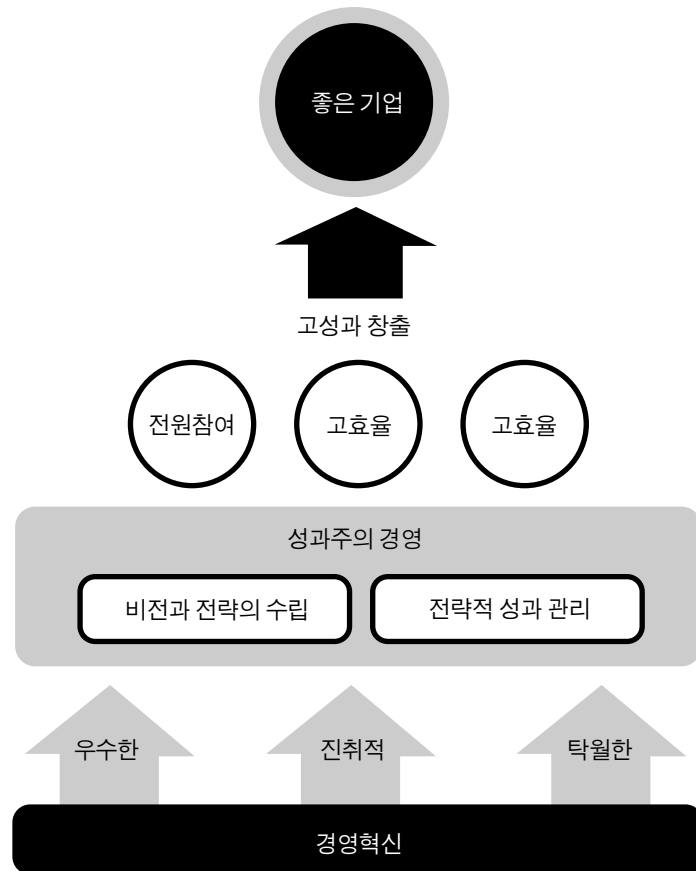 좋은 기업
고성과 창출
전원참여
고효율
고효율
성과주의 경영
비전과 전략의 수립
전략적 성과 관리
우수한
진취적
탁월한
경영혁신